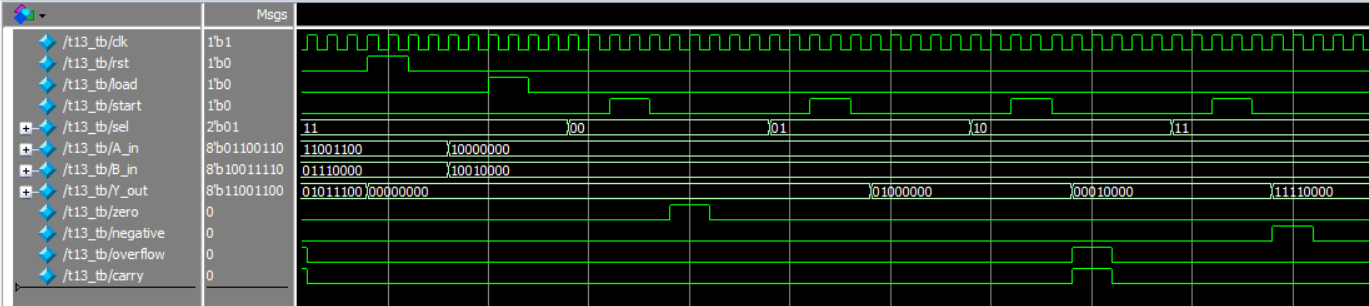 Msgs
/t13_tb/clk 1'b1
/t13_tb/rst 1'b0
/t13_tb/load 1'b0
/t13_tb/start 1'b0
/t13_tb/sel 2'b01 11 00 01 10 11
/t13_tb/A_in 8'b01100110 11001100 10000000
/t13_tb/B_in 8'b10011110 01110000 10010000
/t13_tb/Y_out 8'b11001100 01011100 00000000 01000000 00010000 11110000
/t13_tb/zero 0
/t13_tb/negative 0
/t13_tb/overflow 0
/t13_tb/carry 0